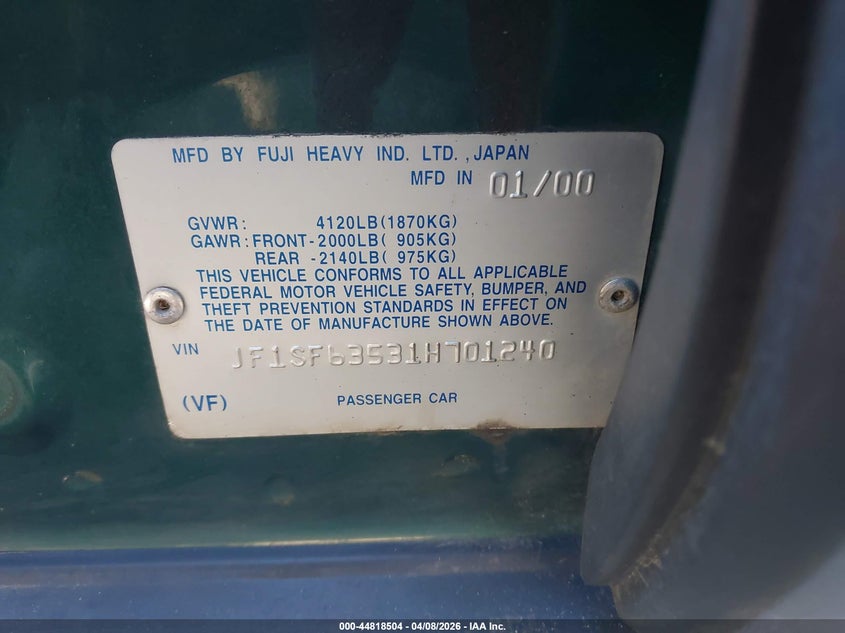 MFD BY FUJI HEAVY IND. LTD., JAPAN
MFD IN 01/00
GVWR: 4120LB(1870KG)
GAWR: FRONT-2000LB( 905KG)
REAR -2140LB( 975KG)
THIS VEHICLE CONFORMS TO ALL APPLICABLE
FEDERAL MOTOR VEHICLE SAFETY, BUMPER, AND
THEFT PREVENTION STANDARDS IN EFFECT ON
THE DATE OF MANUFACTURE SHOWN ABOVE.
VIN JF1SF63531H701240
(VF) PASSENGER CAR
000-44818504 | 04/08/2026 - IAA Inc.